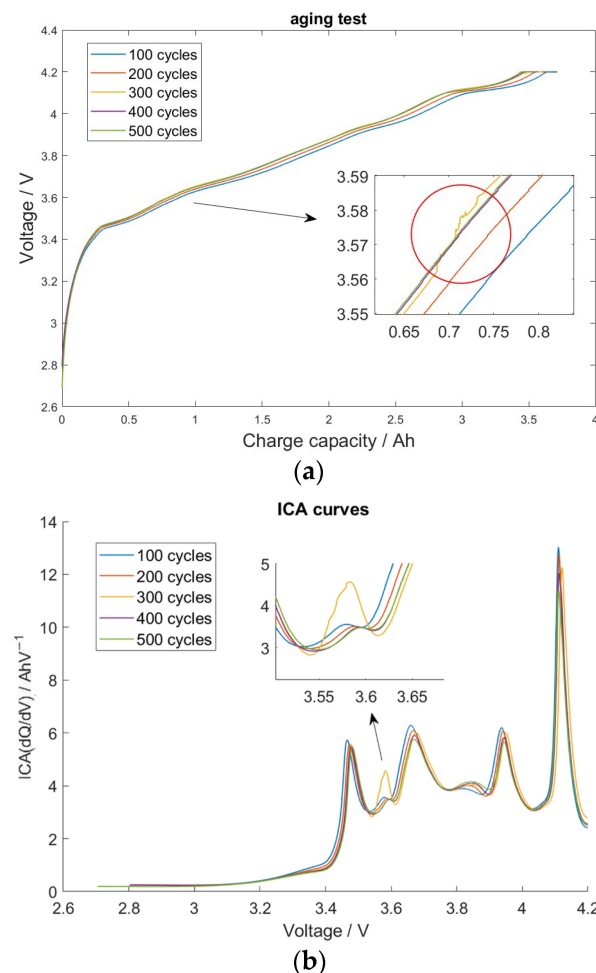 aging test
4.4
4.2
4
3.8
3.6
3.4
3.2
3
2.8
2.6
Voltage / V
100 cycles
200 cycles
300 cycles
400 cycles
500 cycles
3.59
3.58
3.57
3.56
3.55
0.65 0.7 0.75 0.8
0 0.5 1 1.5 2 2.5 3 3.5 4
Charge capacity / Ah
(a)
ICA curves
14
12
10
8
6
4
2
0
ICA(dQ/dV) / AhV−1
100 cycles
200 cycles
300 cycles
400 cycles
500 cycles
5
4
3
3.55 3.6 3.65
2.6 2.8 3 3.2 3.4 3.6 3.8 4 4.2
Voltage / V
(b)